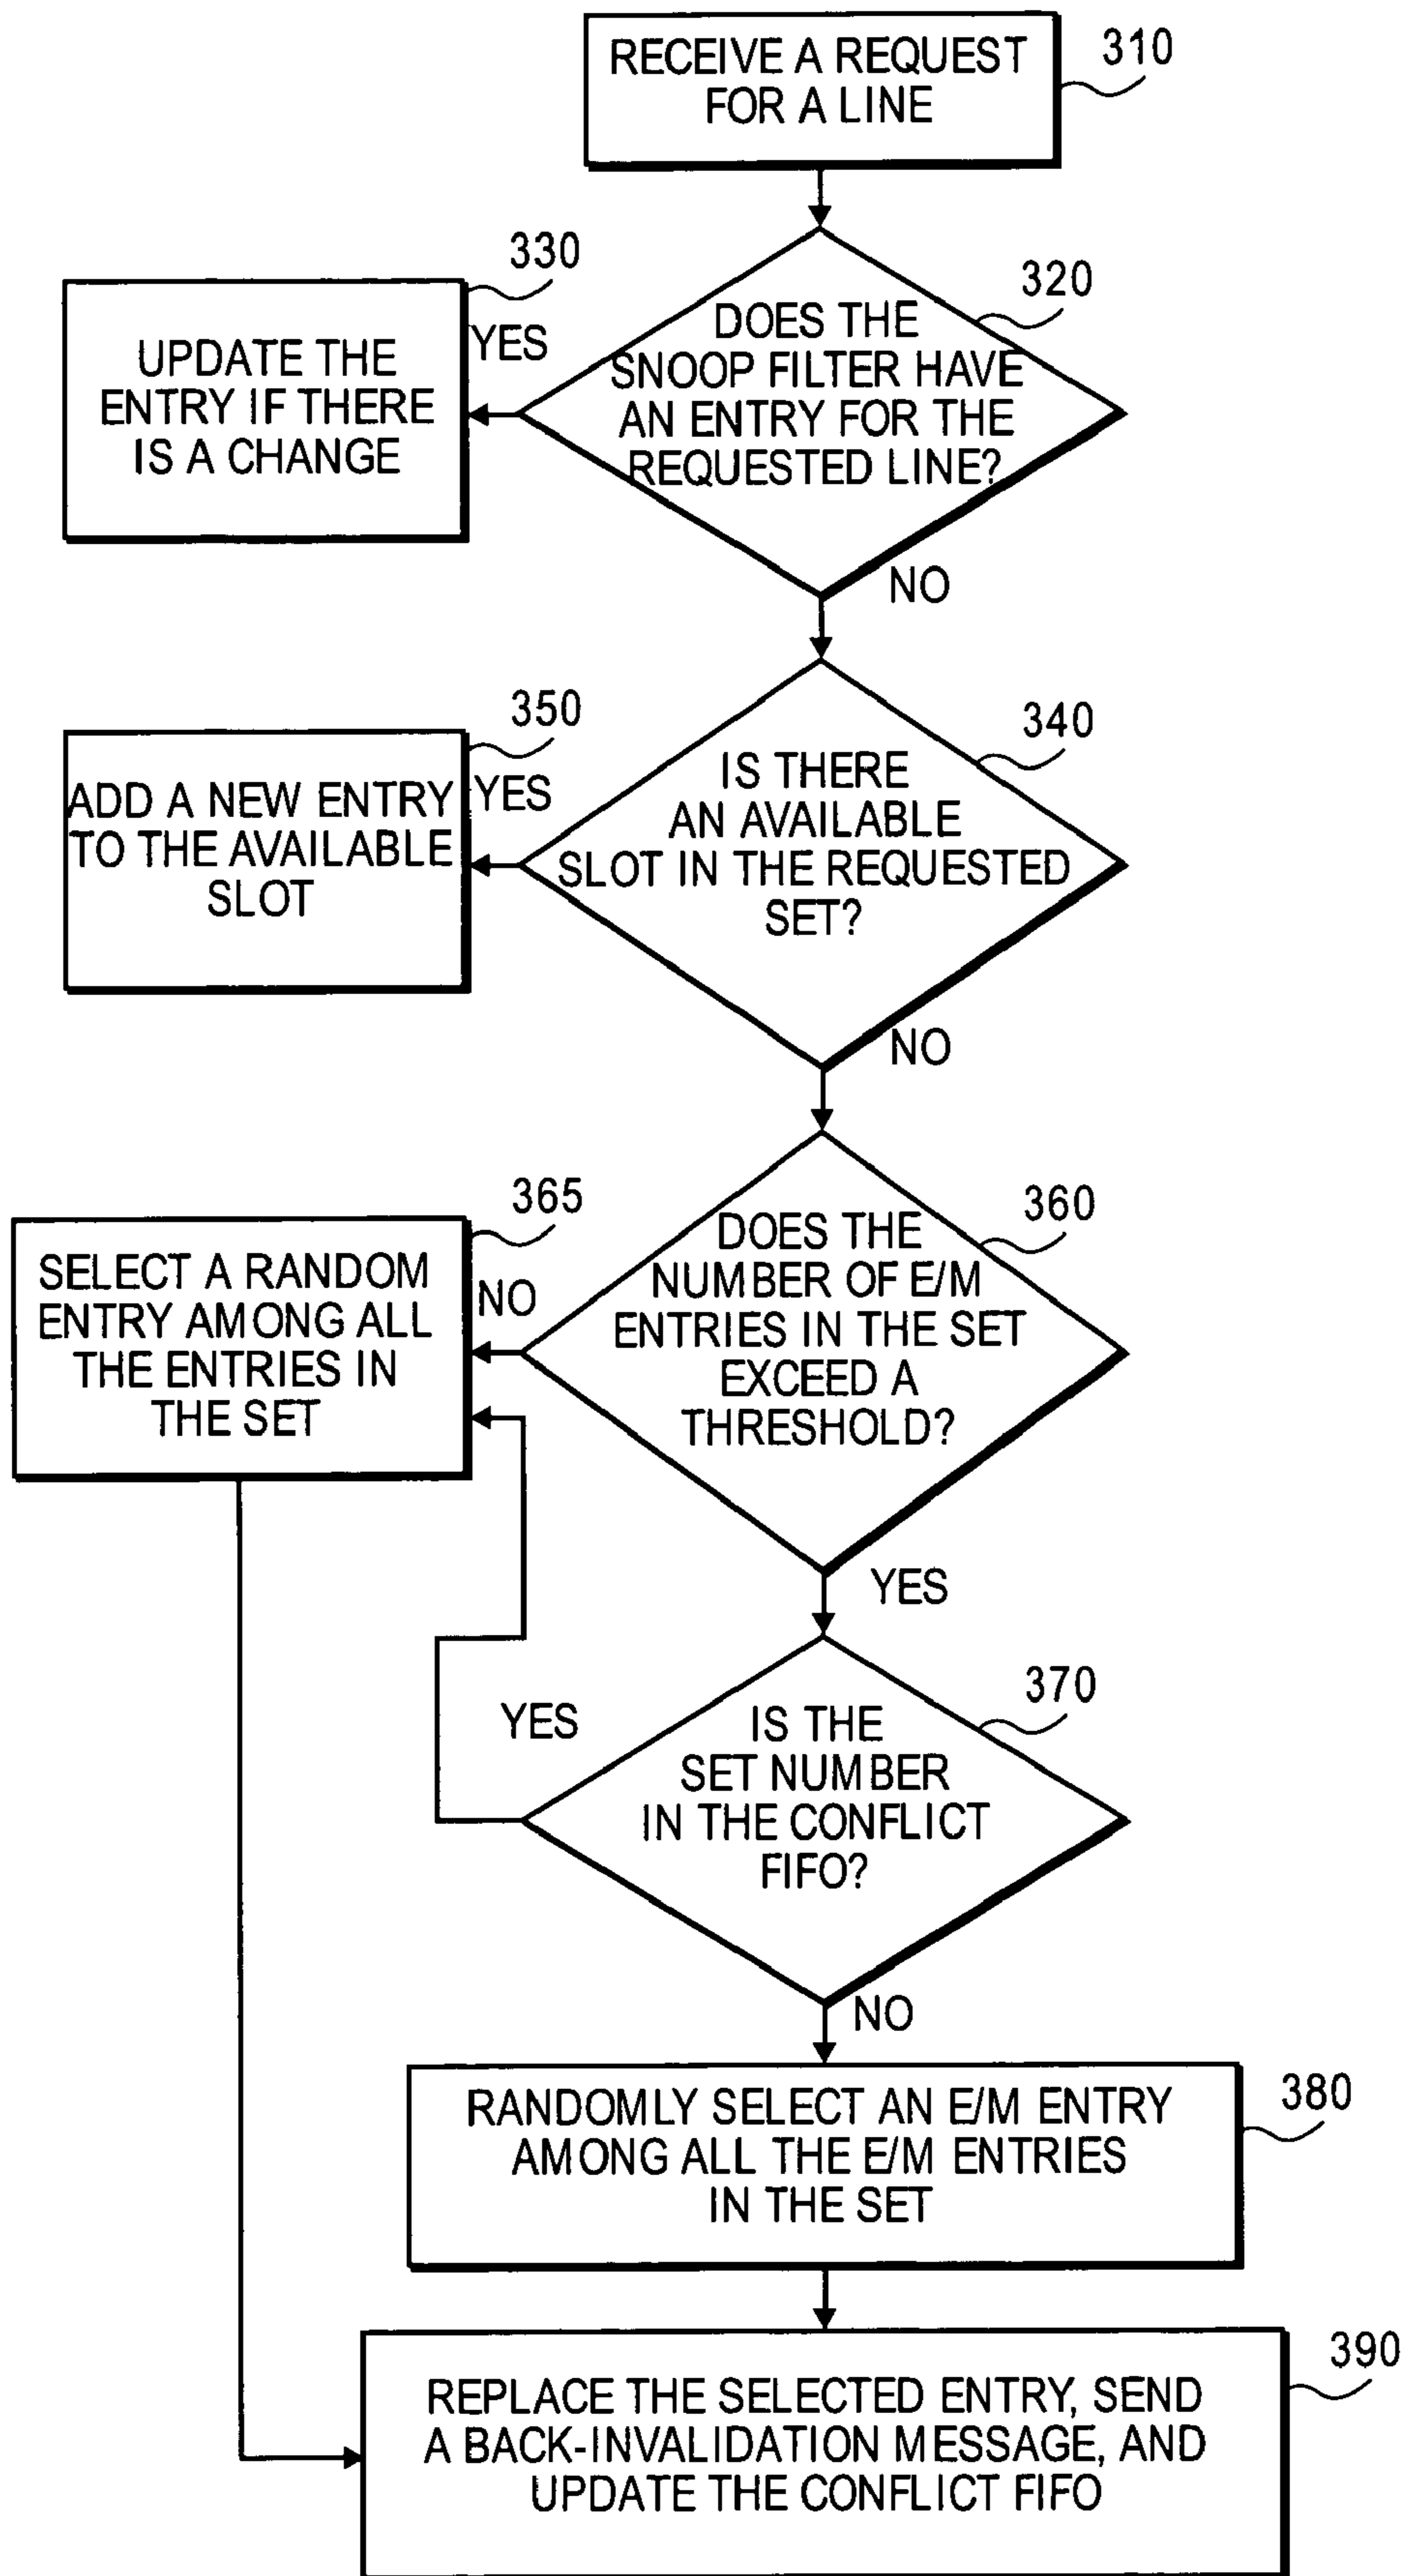 RECEIVE A REQUEST
FOR A LINE
310
320
DOES THE
SNOOP FILTER HAVE
AN ENTRY FOR THE
REQUESTED LINE?
330
YES
UPDATE THE
ENTRY IF THERE
IS A CHANGE
NO
340
IS THERE
AN AVAILABLE
SLOT IN THE REQUESTED
SET?
350
YES
ADD A NEW ENTRY
TO THE AVAILABLE
SLOT
NO
360
DOES THE
NUMBER OF E/M
ENTRIES IN THE SET
EXCEED A
THRESHOLD?
365
NO
SELECT A RANDOM
ENTRY AMONG ALL
THE ENTRIES IN
THE SET
YES
370
IS THE
SET NUMBER
IN THE CONFLICT
FIFO?
YES
NO
380
RANDOMLY SELECT AN E/M ENTRY
AMONG ALL THE E/M ENTRIES
IN THE SET
390
REPLACE THE SELECTED ENTRY, SEND
A BACK-INVALIDATION MESSAGE, AND
UPDATE THE CONFLICT FIFO